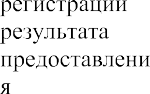 регистрации
результата
предоставлени
я